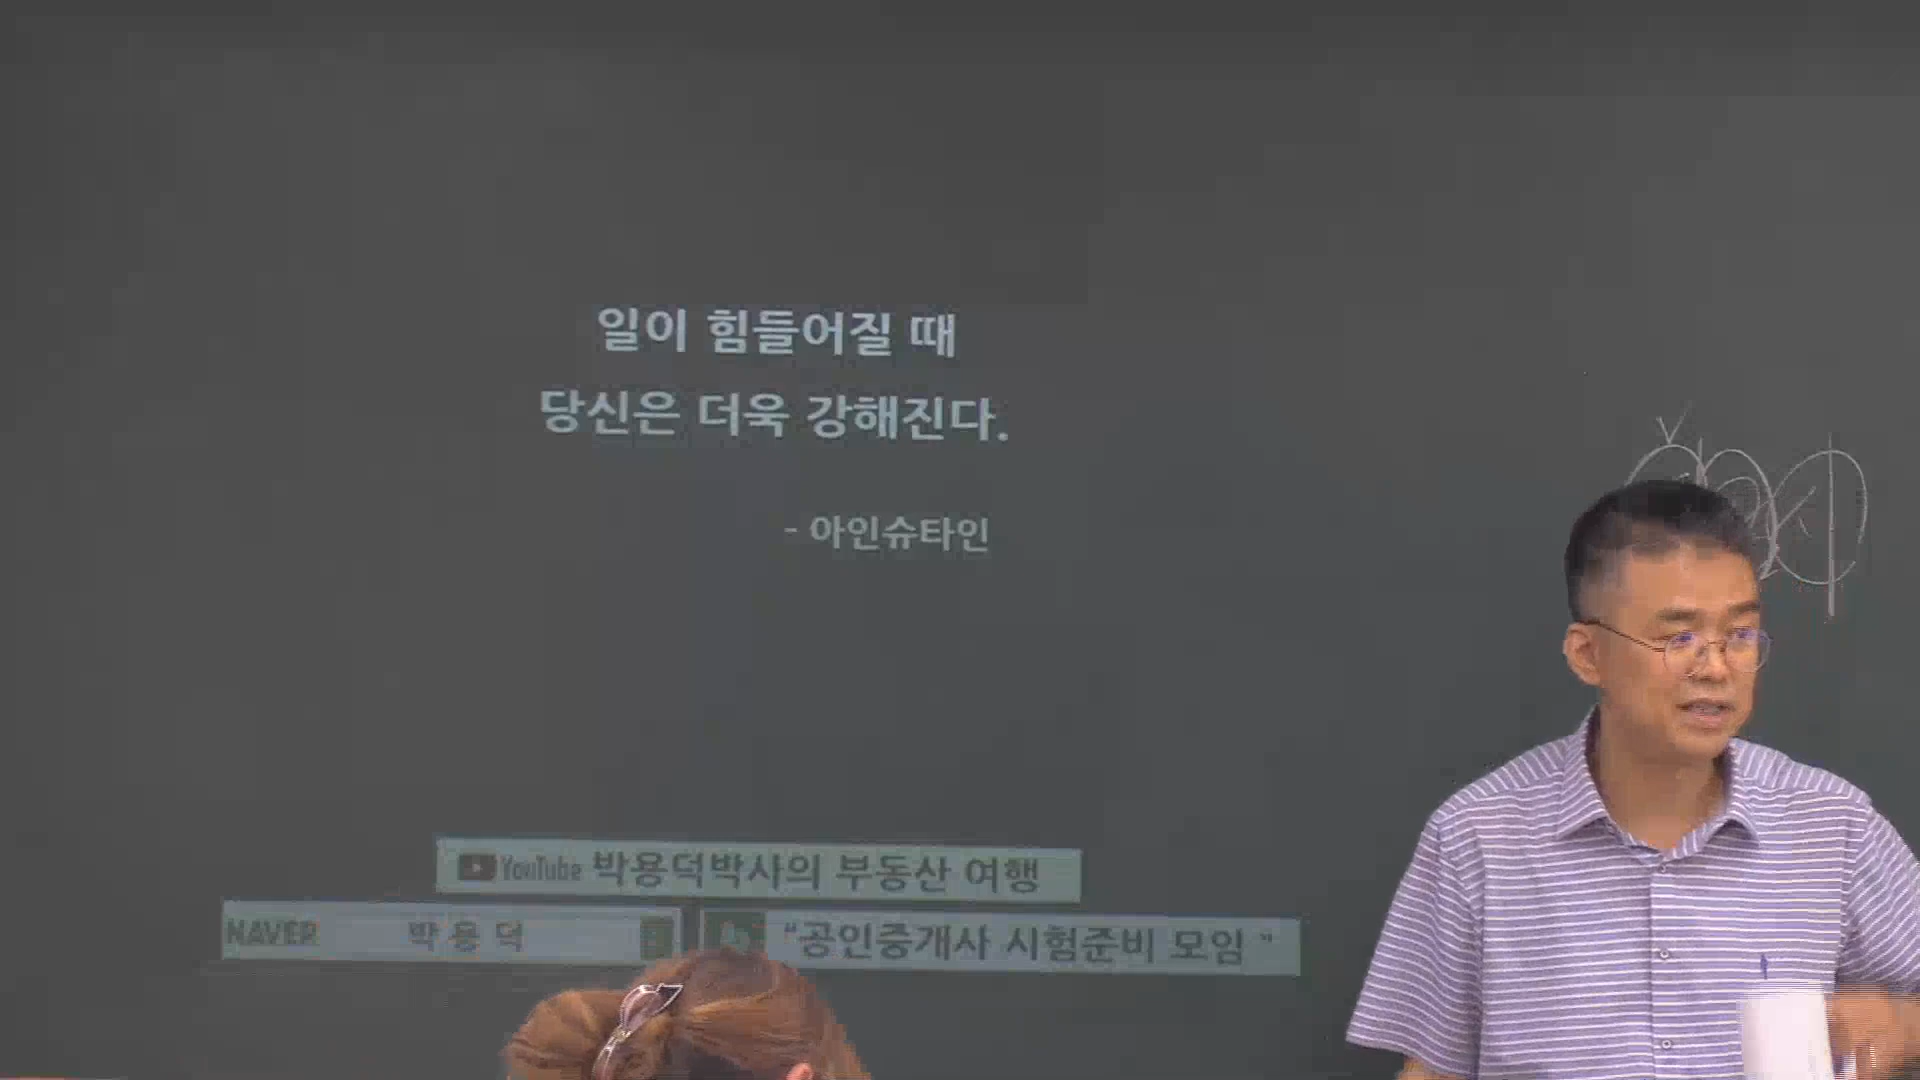 일이 힘들어질 때
당신은 더욱 강해진다.
- 아인슈타인
YouTube 박용덕박사의 부동산 여행
NAVER 박용덕
"공인중개사 시험준비 모임"